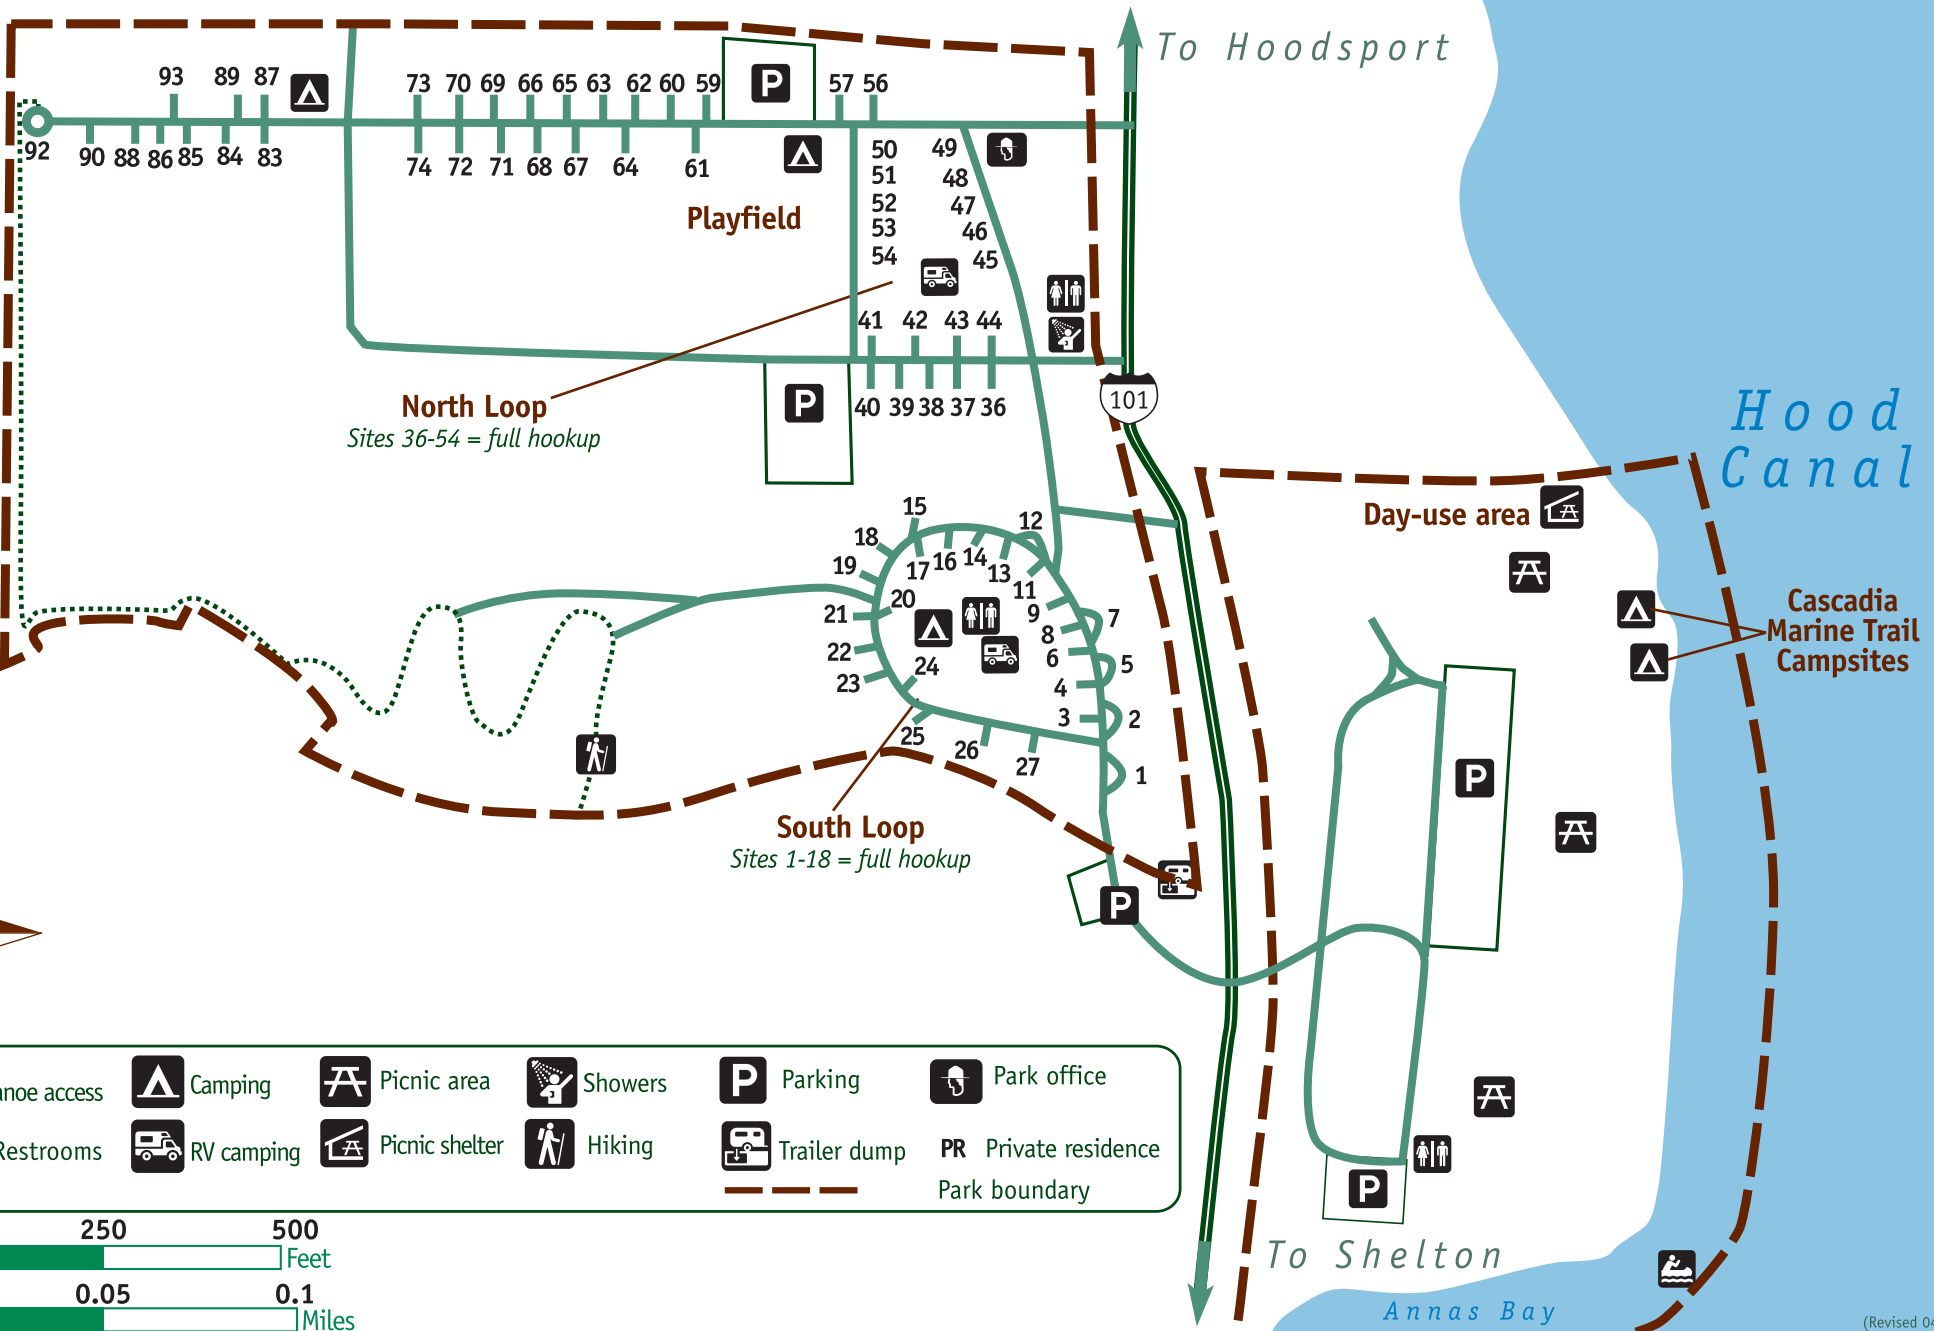 To Hoodsport
93 89 87
73 70 69 66 65 63 62 60 59
P
57 56
92 90 88 86 85 84 83
74 72 71 68 67 64 61
50 49
51 48
52 47
53 46
54 45
Playfield
41 42 43 44
40 39 38 37 36
P
101
North Loop
Sites 36-54 = full hookup
Hood
Canal
Day-use area
15
18
19
20
21
22
23
24
25
26
27
17
16
14
13
12
11
9
8
7
6
5
4
3
2
1
Cascadia
Marine Trail
Campsites
P
South Loop
Sites 1-18 = full hookup
P
anoe access
Camping
Picnic area
Showers
P
Parking
Park office
Restrooms
RV camping
Picnic shelter
Hiking
Trailer dump
PR Private residence
Park boundary
P
250 500
Feet
0.05 0.1
Miles
To Shelton
Annas Bay
(Revised 04